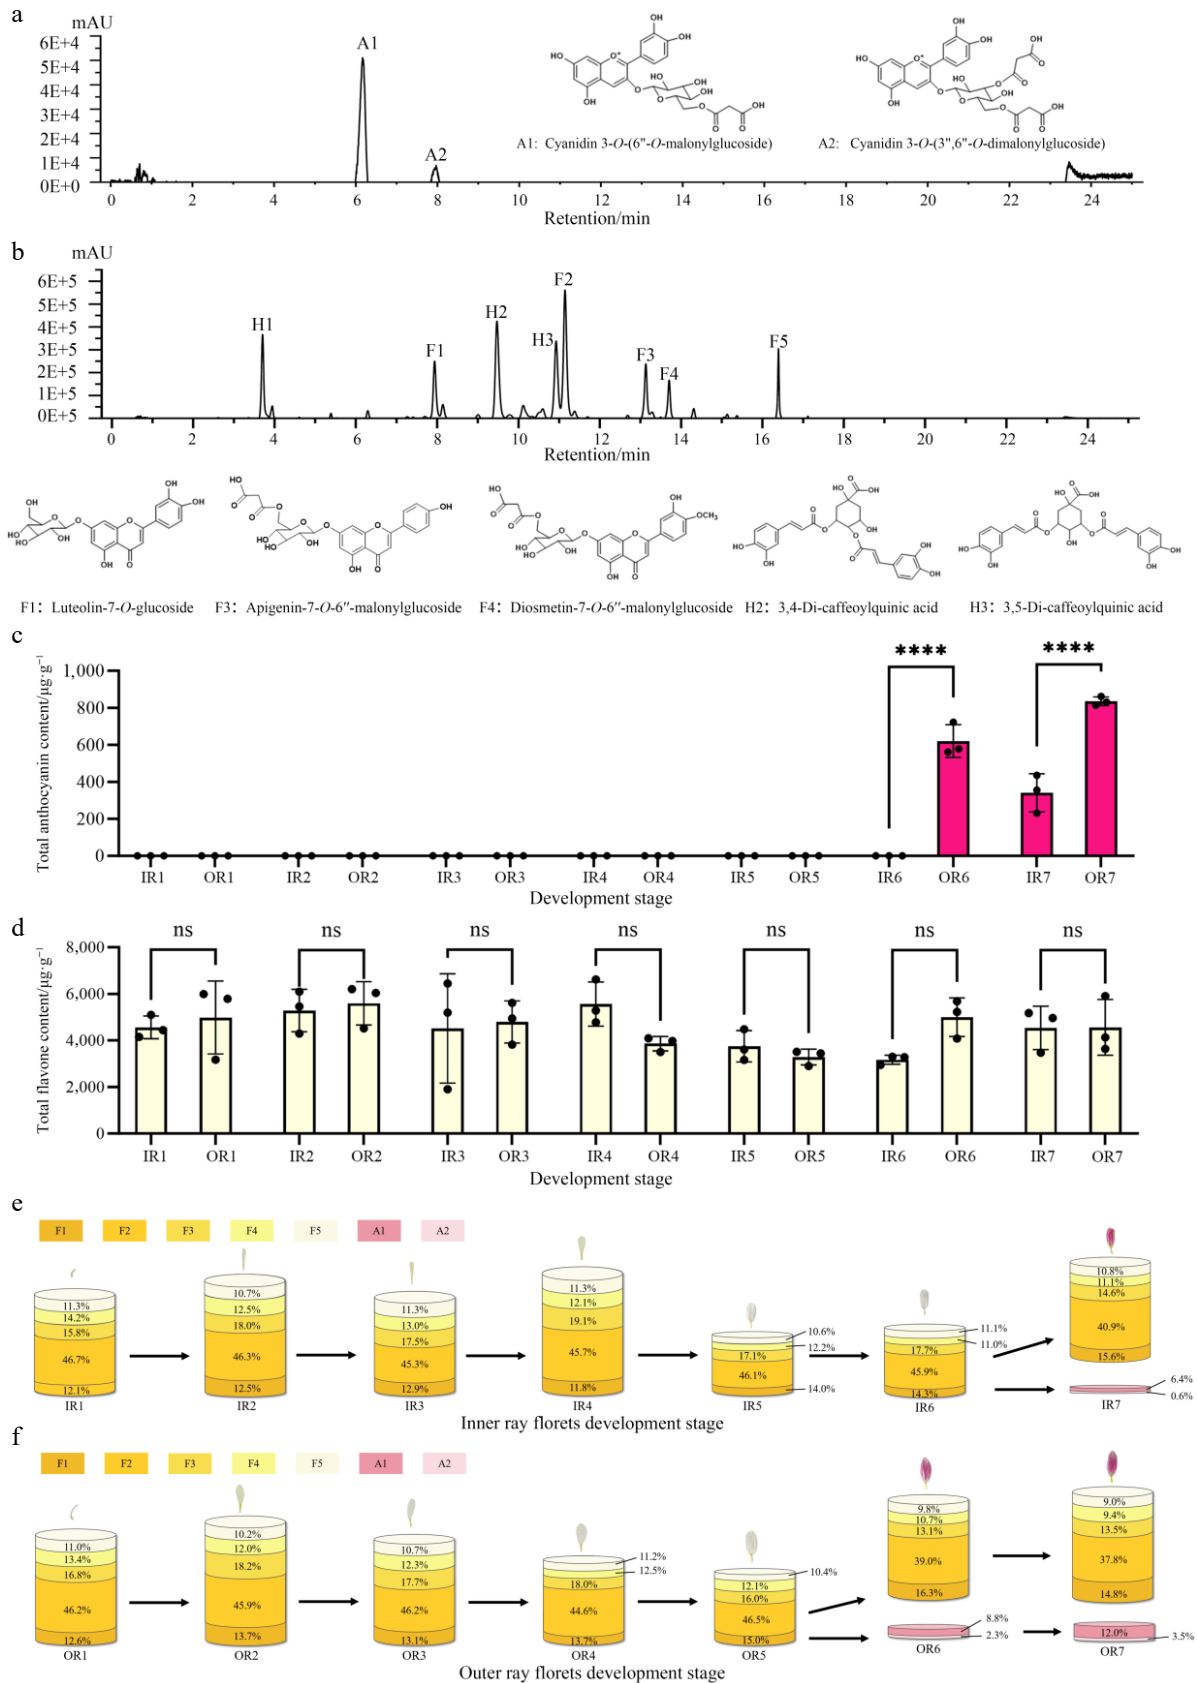 a
mAU
6E+4
5E+4
4E+4
3E+4
2E+4
1E+4
0E+0
A1
A2
0 2 4 6 8 10 12 14 16 18 20 22 24
Retention/min
A1: Cyanidin 3-O-(6"-O-malonylglucoside)
A2: Cyanidin 3-O-(3",6"-O-dimalonylglucoside)
b
mAU
6E+5
5E+5
4E+5
3E+5
2E+5
1E+5
0E+5
H1
F1
H2
H3
F2
F3
F4
F5
0 2 4 6 8 10 12 14 16 18 20 22 24
Retention/min
F1: Luteolin-7-O-glucoside
F3: Apigenin-7-O-6″-malonylglucoside
F4: Diosmetin-7-O-6″-malonylglucoside
H2: 3,4-Di-caffeoylquinic acid
H3: 3,5-Di-caffeoylquinic acid
c
Total anthocyanin content/μg·g⁻¹
1,000
800
600
400
200
0
**** ****
IR1 OR1 IR2 OR2 IR3 OR3 IR4 OR4 IR5 OR5 IR6 OR6 IR7 OR7
Development stage
d
Total flavone content/μg·g⁻¹
8,000
6,000
4,000
2,000
0
ns ns ns ns ns ns ns
IR1 OR1 IR2 OR2 IR3 OR3 IR4 OR4 IR5 OR5 IR6 OR6 IR7 OR7
Development stage
e
F1 F2 F3 F4 F5 A1 A2
11.3%
14.2%
15.8%
46.7%
12.1%
IR1
10.7%
12.5%
18.0%
46.3%
12.5%
IR2
11.3%
13.0%
17.5%
45.3%
12.9%
IR3
11.3%
12.1%
19.1%
45.7%
11.8%
IR4
10.6%
12.2%
17.1%
46.1%
14.0%
IR5
11.1%
11.0%
17.7%
45.9%
14.3%
IR6
10.8%
11.1%
14.6%
40.9%
15.6%
6.4%
0.6%
IR7
Inner ray florets development stage
f
F1 F2 F3 F4 F5 A1 A2
11.0%
13.4%
16.8%
46.2%
12.6%
OR1
10.2%
12.0%
18.2%
45.9%
13.7%
OR2
10.7%
12.3%
17.7%
46.2%
13.1%
OR3
11.2%
12.5%
18.0%
44.6%
13.7%
OR4
10.4%
12.1%
16.0%
46.5%
15.0%
OR5
9.8%
10.7%
13.1%
39.0%
16.3%
8.8%
2.3%
OR6
9.0%
9.4%
13.5%
37.8%
14.8%
12.0%
3.5%
OR7
Outer ray florets development stage